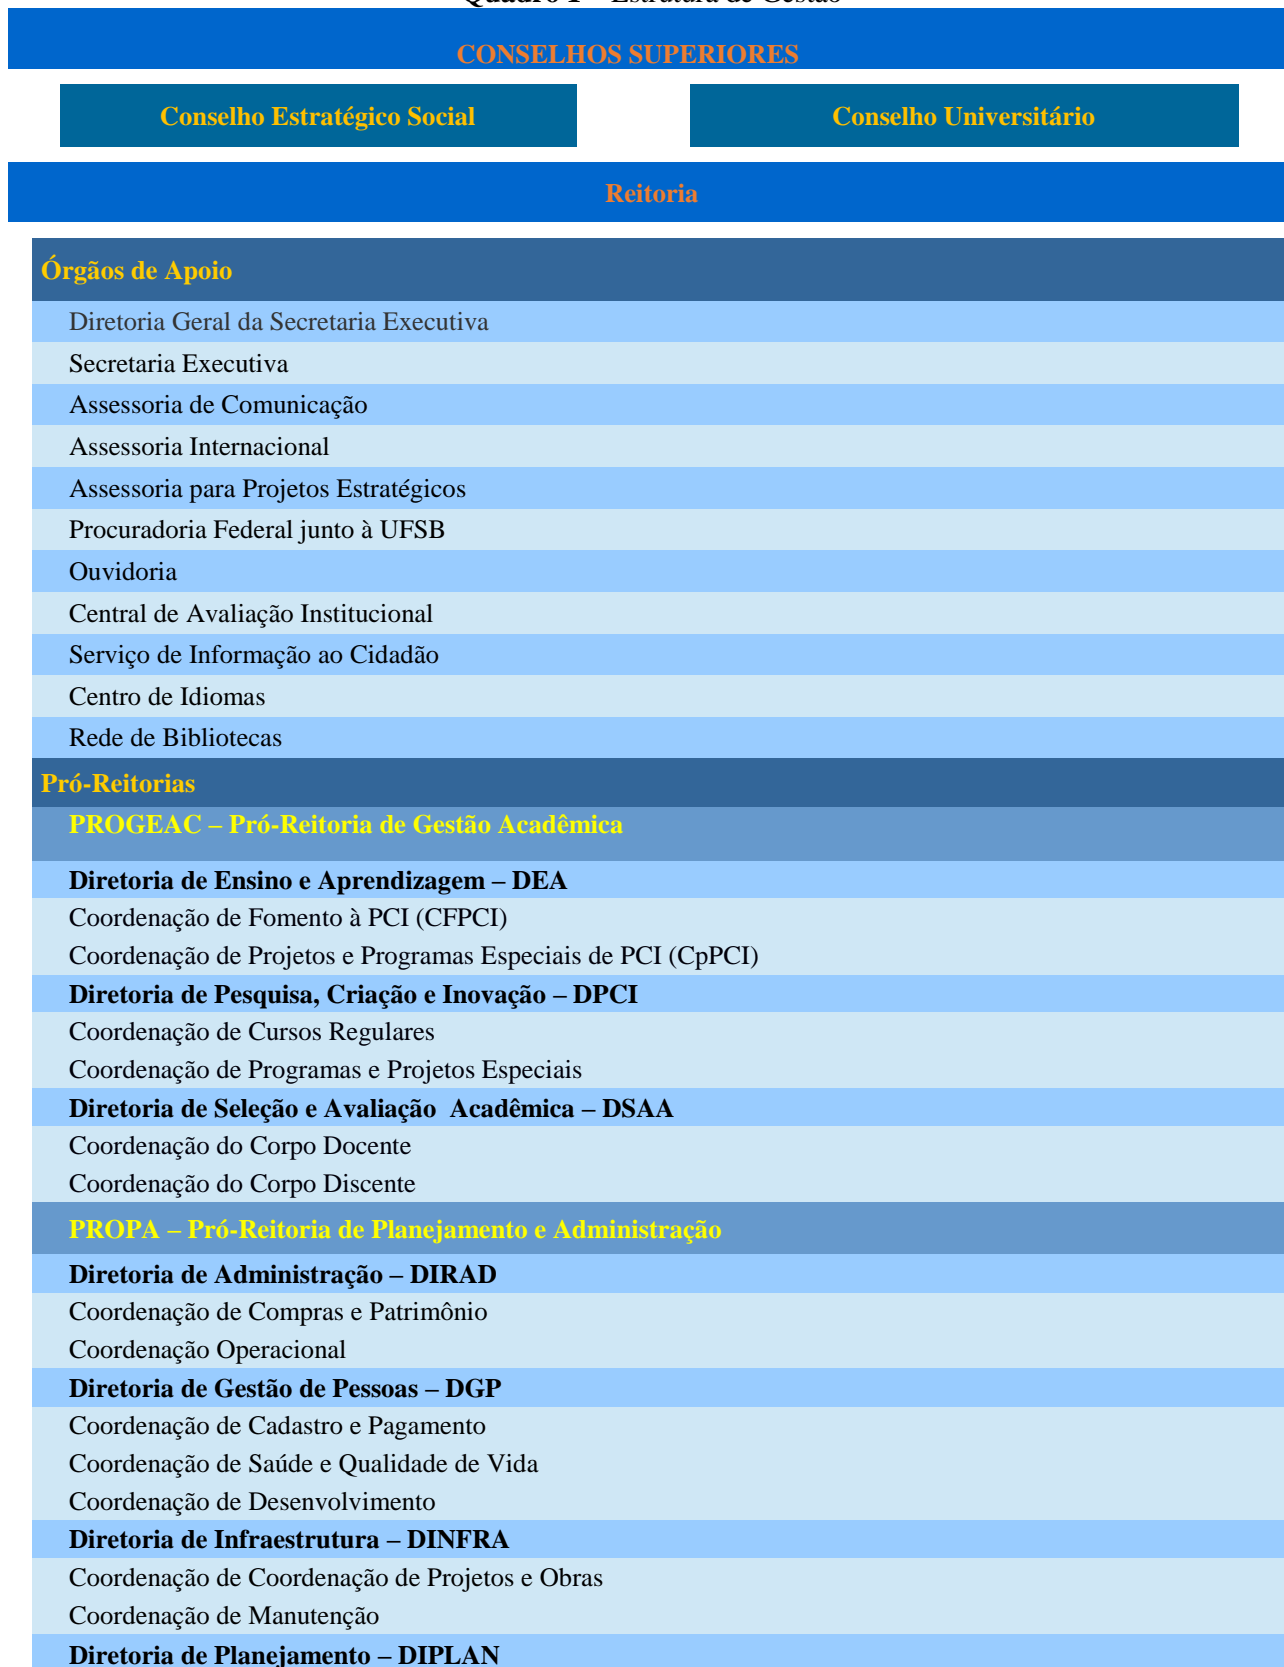 Quadro 1 – Estrutura de Gestão
CONSELHOS SUPERIORES
Conselho Estratégico Social
Conselho Universitário
Reitoria
Órgãos de Apoio
Diretoria Geral da Secretaria Executiva
Secretaria Executiva
Assessoria de Comunicação
Assessoria Internacional
Assessoria para Projetos Estratégicos
Procuradoria Federal junto à UFSB
Ouvidoria
Central de Avaliação Institucional
Serviço de Informação ao Cidadão
Centro de Idiomas
Rede de Bibliotecas
Pró-Reitorias
PROGEAC – Pró-Reitoria de Gestão Acadêmica
Diretoria de Ensino e Aprendizagem – DEA
Coordenação de Fomento à PCI (CFPCI)
Coordenação de Projetos e Programas Especiais de PCI (CpPCI)
Diretoria de Pesquisa, Criação e Inovação – DPCI
Coordenação de Cursos Regulares
Coordenação de Programas e Projetos Especiais
Diretoria de Seleção e Avaliação Acadêmica – DSAA
Coordenação do Corpo Docente
Coordenação do Corpo Discente
PROPA – Pró-Reitoria de Planejamento e Administração
Diretoria de Administração – DIRAD
Coordenação de Compras e Patrimônio
Coordenação Operacional
Diretoria de Gestão de Pessoas – DGP
Coordenação de Cadastro e Pagamento
Coordenação de Saúde e Qualidade de Vida
Coordenação de Desenvolvimento
Diretoria de Infraestrutura – DINFRA
Coordenação de Coordenação de Projetos e Obras
Coordenação de Manutenção
Diretoria de Planejamento – DIPLAN